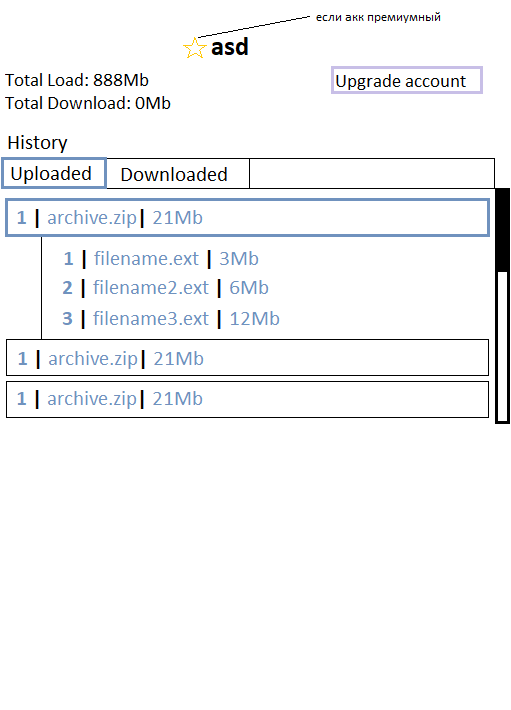 если акк премиумный
asd
Total Load: 888Mb
Upgrade account
Total Download: 0Mb
History
Uploaded Downloaded
1 | archive.zip| 21Mb
1 | filename.ext | 3Mb
2 | filename2.ext | 6Mb
3 | filename3.ext | 12Mb
1 | archive.zip| 21Mb
1 | archive.zip| 21Mb